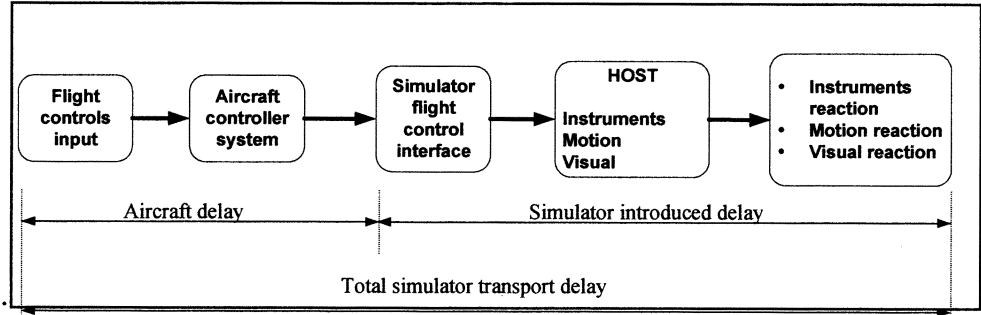 Flight
controls
input
Aircraft
controller
system
Simulator
flight
control
interface
HOST
Instruments
Motion
Visual
• Instruments
reaction
• Motion reaction
• Visual reaction
Aircraft delay
Simulator introduced delay
Total simulator transport delay